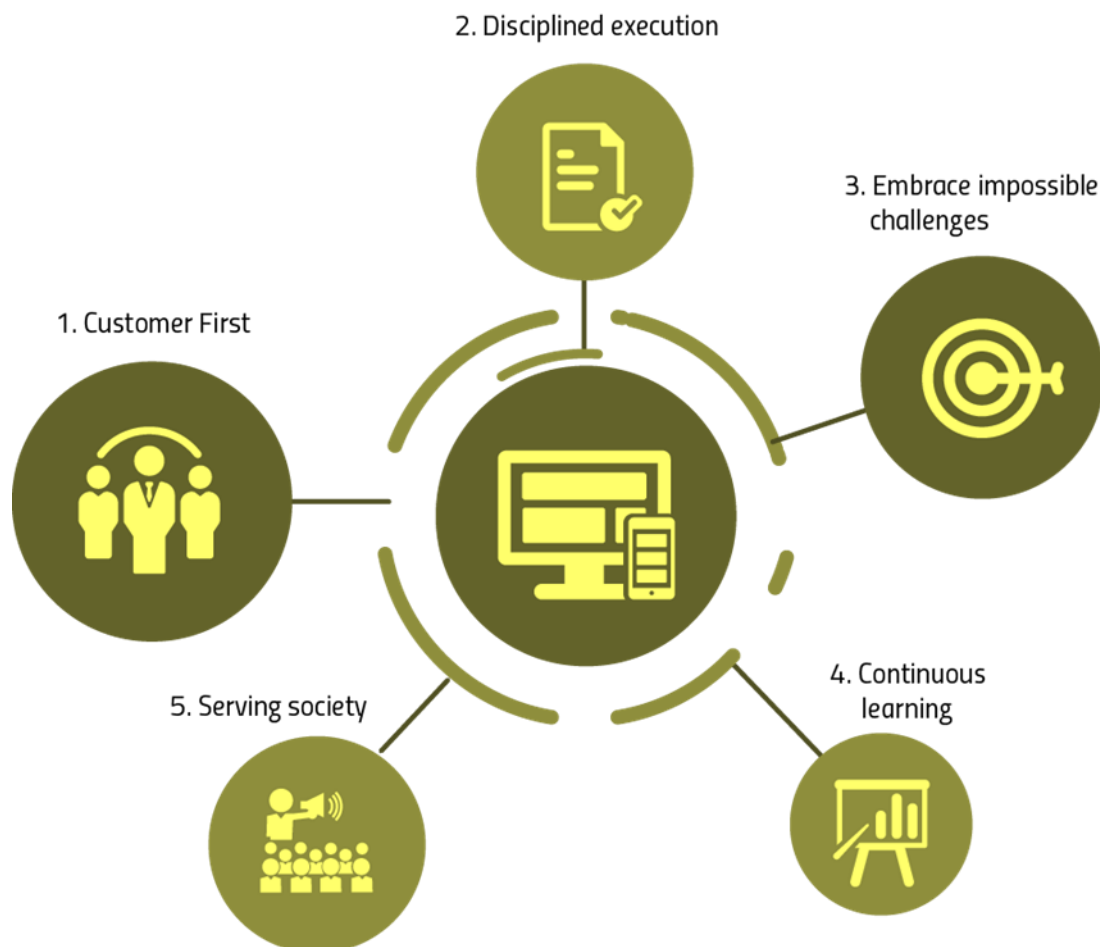 1. Customer First
2. Disciplined execution
3. Embrace impossible
challenges
4. Continuous
learning
5. Serving society